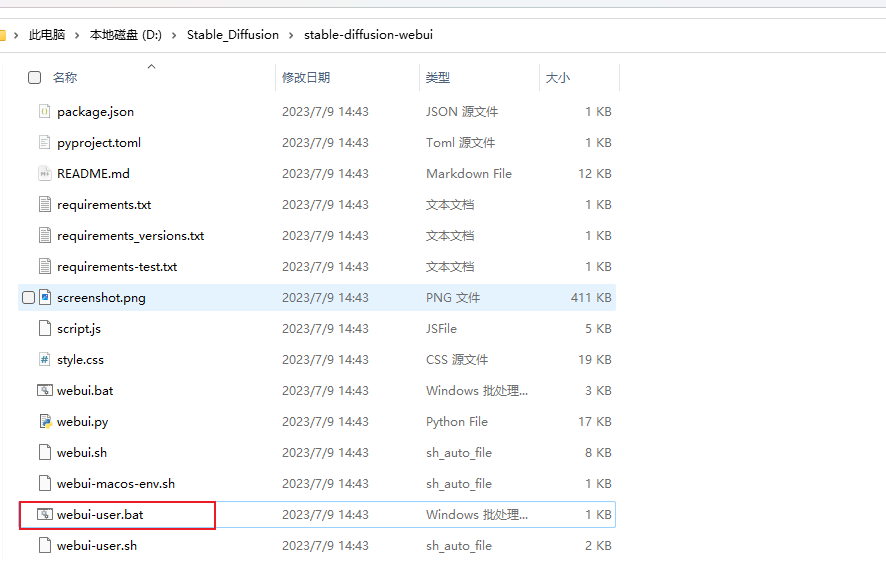 此电脑 > 本地磁盘 (D:) > Stable_Diffusion > stable-diffusion-webui
名称 修改日期 类型 大小
package.json 2023/7/9 14:43 JSON 源文件 1 KB
pyproject.toml 2023/7/9 14:43 Toml 源文件 1 KB
README.md 2023/7/9 14:43 Markdown File 12 KB
requirements.txt 2023/7/9 14:43 文本文档 1 KB
requirements_versions.txt 2023/7/9 14:43 文本文档 1 KB
requirements-test.txt 2023/7/9 14:43 文本文档 1 KB
screenshot.png 2023/7/9 14:43 PNG 文件 411 KB
script.js 2023/7/9 14:43 JSFile 5 KB
style.css 2023/7/9 14:43 CSS 源文件 19 KB
webui.bat 2023/7/9 14:43 Windows 批处理... 3 KB
webui.py 2023/7/9 14:43 Python File 17 KB
webui.sh 2023/7/9 14:43 sh_auto_file 8 KB
webui-macos-env.sh 2023/7/9 14:43 sh_auto_file 1 KB
webui-user.bat 2023/7/9 14:43 Windows 批处理... 1 KB
webui-user.sh 2023/7/9 14:43 sh_auto_file 2 KB